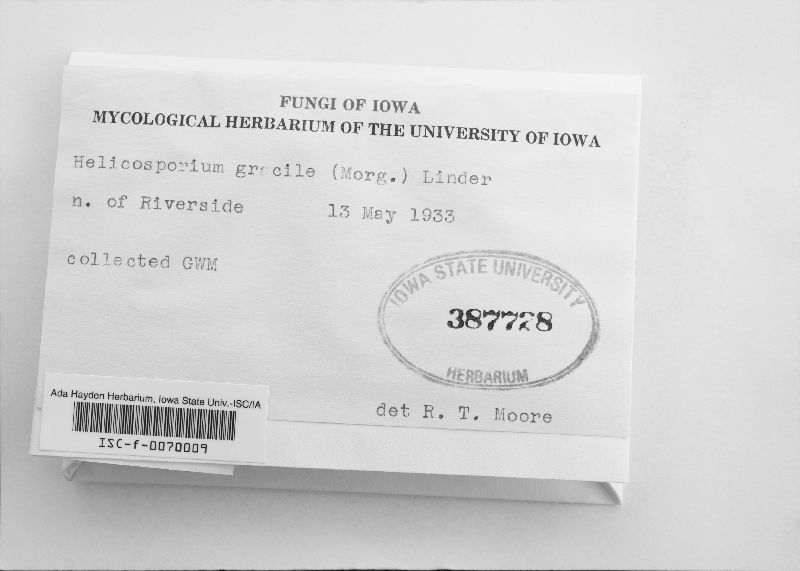 FUNGI OF IOWA
MYCOLOGICAL HERBARIUM OF THE UNIVERSITY OF IOWA
Helicosporium gracile (Morg.) Linder
n. of Riverside 13 May 1933
collected GWM
IOWA STATE UNIVERSITY
387728
HERBARIUM
det R. T. Moore
Ada Hayden Herbarium, Iowa State Univ.-ISC/IA
ISC-f-0070009